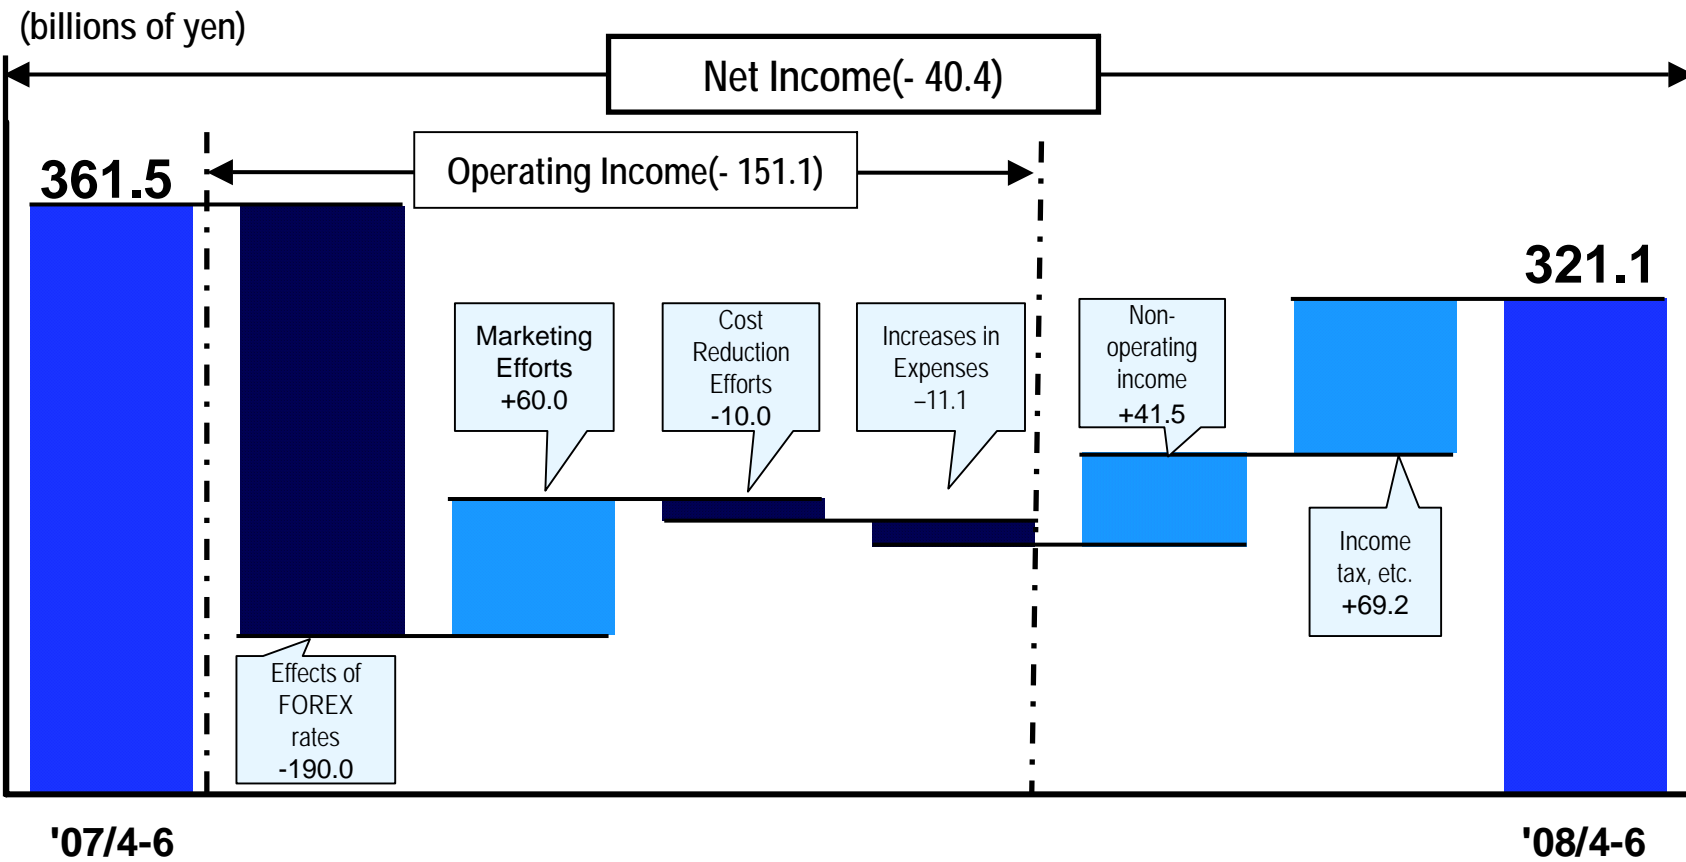 (billions of yen)
Net Income(- 40.4)
Operating Income(- 151.1)
361.5
321.1
Marketing
Efforts
+60.0
Cost
Reduction
Efforts
-10.0
Increases in
Expenses
–11.1
Non-
operating
income
+41.5
Income
tax, etc.
+69.2
Effects of
FOREX
rates
-190.0
'07/4-6
'08/4-6